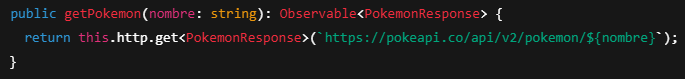 public getPokemon(nombre: string): Observable<PokemonResponse> {
  return this.http.get<PokemonResponse>(`https://pokeapi.co/api/v2/pokemon/${nombre}`);
}